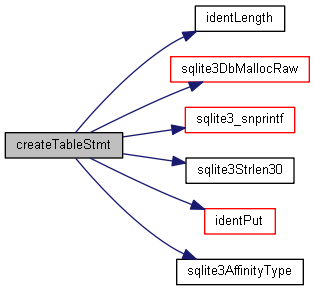 identLength
sqlite3DbMallocRaw
sqlite3_snprintf
createTableStmt
sqlite3Strlen30
identPut
sqlite3AffinityType